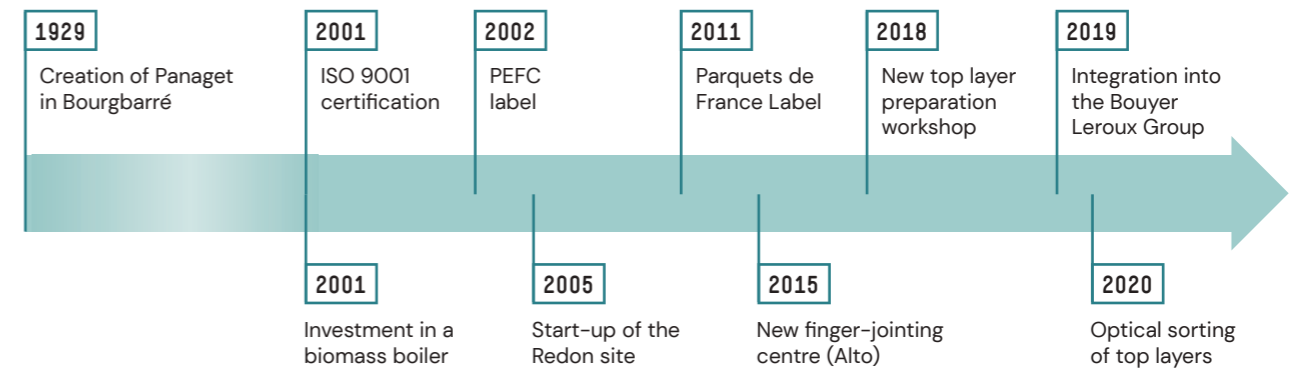 1929
Creation of Panaget
in Bourgbarré
2001
ISO 9001
certification
2002
PEFC
label
2011
Parquets de
France Label
2018
New top layer
preparation
workshop
2019
Integration into
the Bouyer
Leroux Group
2001
Investment in a
biomass boiler
2005
Start-up of the
Redon site
2015
New finger-jointing
centre (Alto)
2020
Optical sorting
of top layers